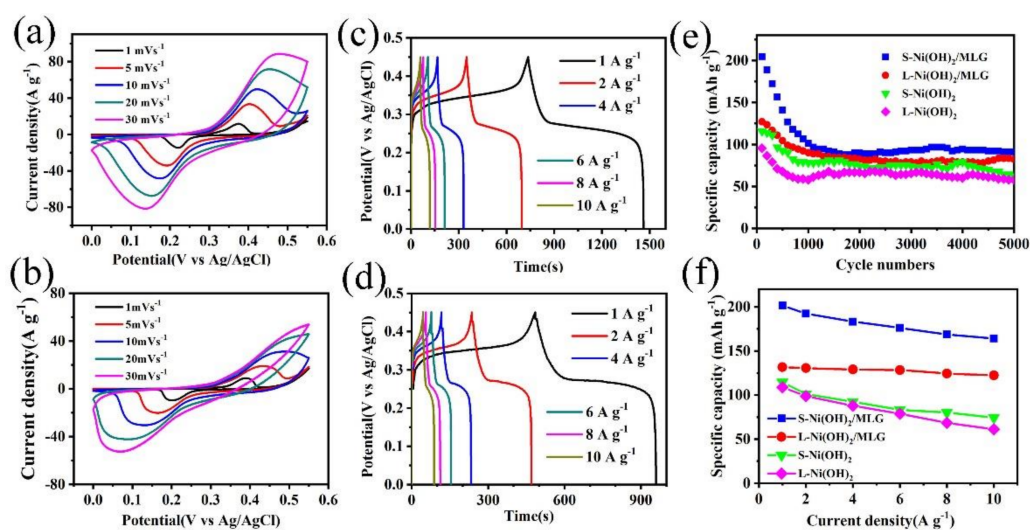 (a)
80
40
0
-40
-80
Current density(A g⁻¹)
1 mVs⁻¹
5 mVs⁻¹
10 mVs⁻¹
20 mVs⁻¹
30 mVs⁻¹
0.0 0.1 0.2 0.3 0.4 0.5
Potential(V vs Ag/AgCl)
(c)
0.5
0.4
0.3
0.2
0.1
0.0
Potential(V vs Ag/AgCl)
1 A g⁻¹
2 A g⁻¹
4 A g⁻¹
6 A g⁻¹
8 A g⁻¹
10 A g⁻¹
0 300 600 900 1200 1500
Time(s)
(e)
250
200
150
100
50
0
Specific capacity (mAh g⁻¹)
S-Ni(OH)₂/MLG
L-Ni(OH)₂/MLG
S-Ni(OH)₂
L-Ni(OH)₂
0 1000 2000 3000 4000 5000
Cycle numbers
(b)
80
40
0
-40
-80
Current density(A g⁻¹)
1mVs⁻¹
5mVs⁻¹
10mVs⁻¹
20mVs⁻¹
30mVs⁻¹
0.0 0.1 0.2 0.3 0.4 0.5
Potential(V vs Ag/AgCl)
(d)
0.5
0.4
0.3
0.2
0.1
0.0
Potential(V vs Ag/AgCl)
1 A g⁻¹
2 A g⁻¹
4 A g⁻¹
6 A g⁻¹
8 A g⁻¹
10 A g⁻¹
0 300 600 900
Time(s)
(f)
200
150
100
50
0
Specific capacity (mAh g⁻¹)
S-Ni(OH)₂/MLG
L-Ni(OH)₂/MLG
S-Ni(OH)₂
L-Ni(OH)₂
0 2 4 6 8 10
Current density(A g⁻¹)